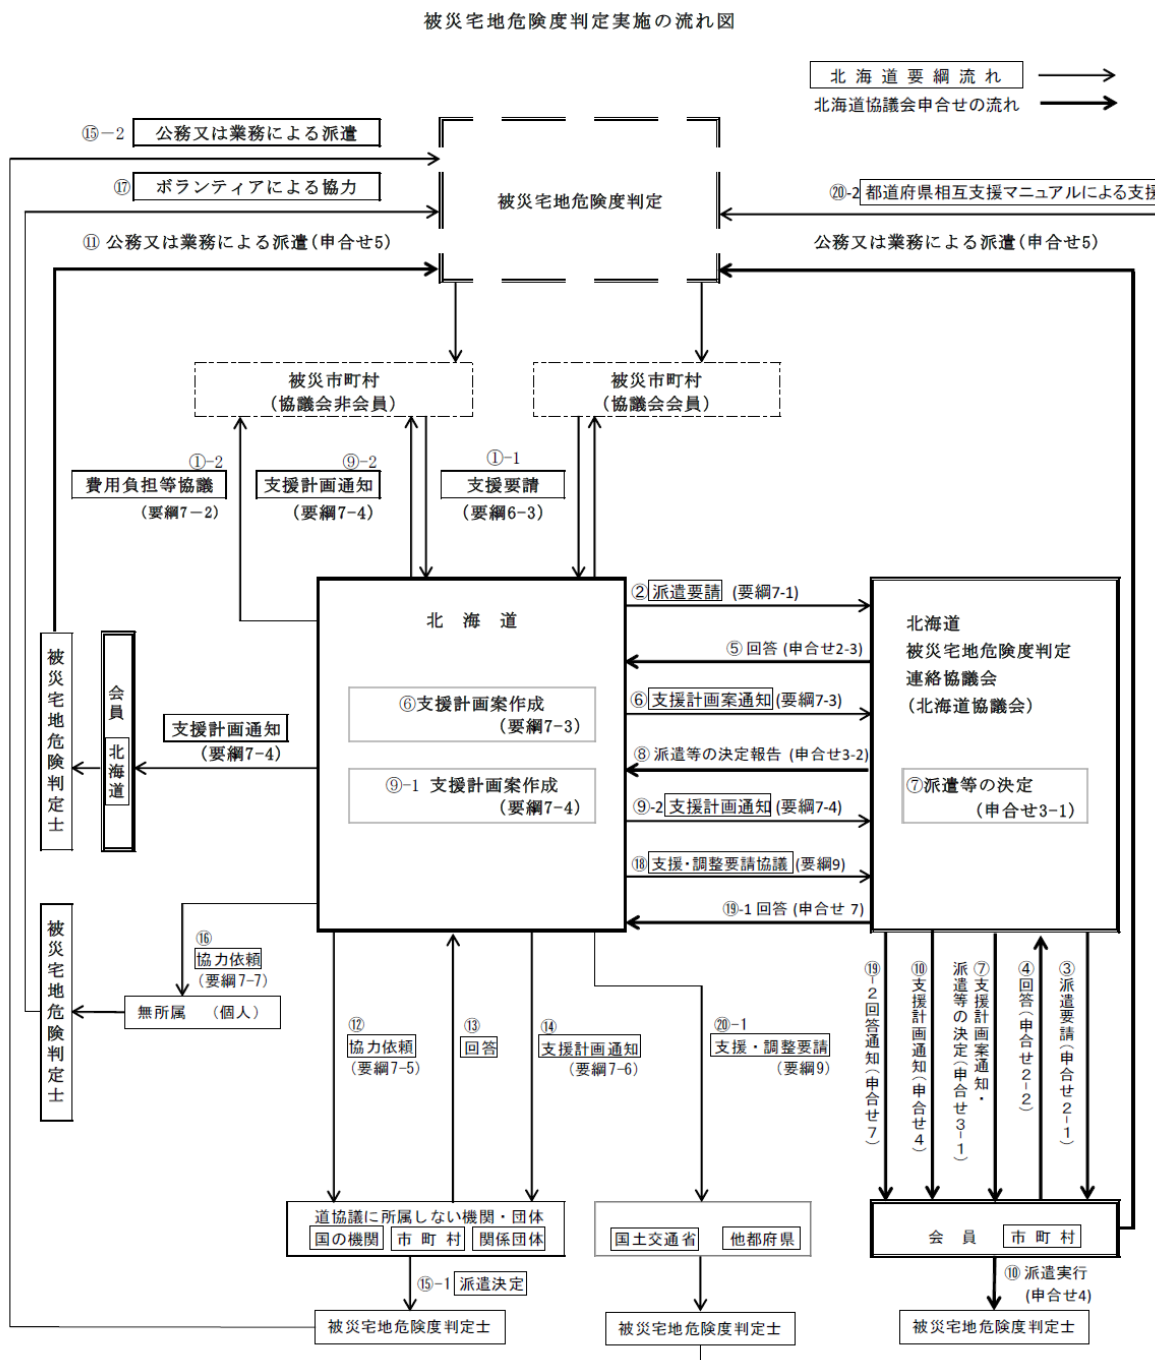 被災宅地危険度判定実施の流れ図
北海道要綱流れ
北海道協議会申合せの流れ
⑮-2 公務又は業務による派遣
⑰ ボランティアによる協力
被災宅地危険度判定
⑳-2 都道府県相互支援マニュアルによる支援
⑪ 公務又は業務による派遣(申合せ5)
公務又は業務による派遣(申合せ5)
被災市町村
(協議会非会員)
被災市町村
(協議会会員)
①-2
費用負担等協議
(要綱7-2)
⑨-2
支援計画通知
(要綱7-4)
①-1
支援要請
(要綱6-3)
北海道
⑥支援計画案作成
(要綱7-3)
⑨-1 支援計画案作成
(要綱7-4)
② 派遣要請 (要綱7-1)
⑤ 回答 (申合せ2-3)
⑥ 支援計画案通知 (要綱7-3)
⑧ 派遣等の決定報告 (申合せ3-2)
⑨-2 支援計画通知 (要綱7-4)
⑱ 支援・調整要請協議 (要綱9)
⑲-1 回答 (申合せ 7)
北海道
被災宅地危険度判定
連絡協議会
(北海道協議会)
⑦派遣等の決定
(申合せ3-1)
被災宅地危険度判定士
会員 北海道
支援計画通知
(要綱7-4)
被災宅地危険度判定士
⑯
協力依頼
(要綱7-7)
無所属 (個人)
⑫
協力依頼
(要綱7-5)
⑬
回答
⑭
支援計画通知
(要綱7-6)
⑳-1
支援・調整要請
(要綱9)
⑲-2回答通知(申合せ7)
⑩支援計画通知(申合せ4)
⑦支援計画案通知・
派遣等の決定(申合せ3-1)
④回答(申合せ2-2)
③派遣要請(申合せ2-1)
道協議に所属しない機関・団体
国の機関 市町村 関係団体
国土交通省 他都府県
会員 市町村
⑮-1 派遣決定
⑩ 派遣実行
(申合せ4)
被災宅地危険度判定士
被災宅地危険度判定士
被災宅地危険度判定士